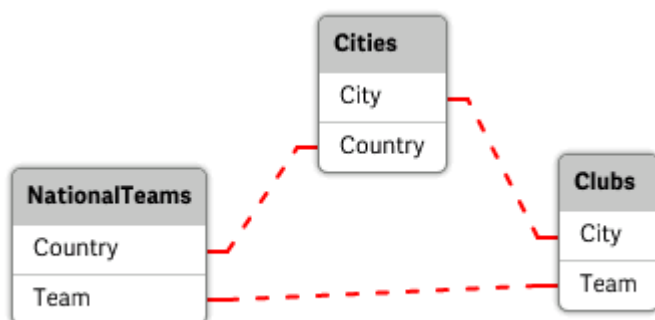 Cities
City
Country
NationalTeams
Country
Team
Clubs
City
Team